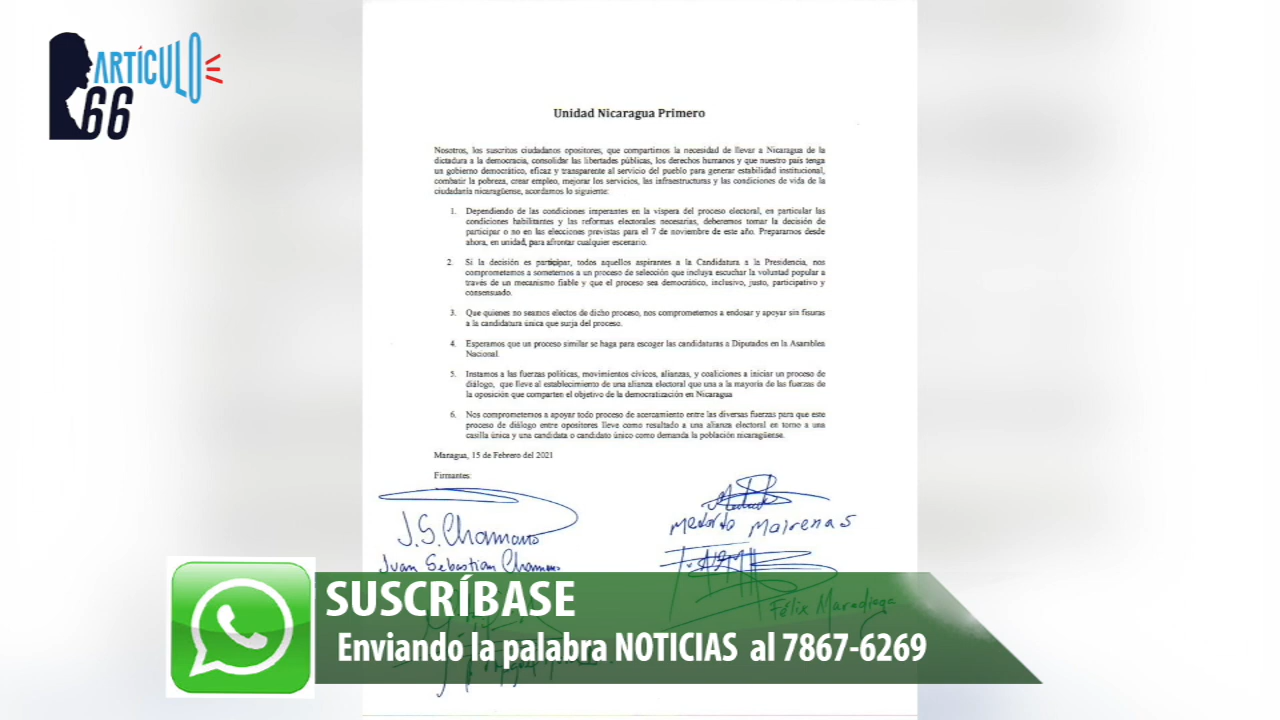 ARTÍCULO
66
Unidad Nicaragua Primero
Nosotros, los suscritos ciudadanos opositores, que compartimos la necesidad de llevar a Nicaragua de la
dictadura a la democracia, consolidar las libertades públicas, los derechos humanos y que nuestro país tenga
un gobierno democrático, eficaz y transparente al servicio del pueblo para generar estabilidad institucional,
combatir la pobreza, crear empleo, mejorar los servicios, las infraestructuras y las condiciones de vida de la
ciudadanía nicaragüense, acordamos lo siguiente:
1. Dependiendo de las condiciones imperantes en la víspera del proceso electoral, en particular las
condiciones habilitantes y las reformas electorales necesarias, deberemos tomar la decisión de
participar o no en las elecciones previstas para el 7 de noviembre de este año. Preparamos desde
ahora, en unidad, para afrontar cualquier escenario.
2. Si la decisión es participar, todos aquellos aspirantes a la Candidatura a la Presidencia, nos
comprometemos a someternos a un proceso de selección que incluya escuchar la voluntad popular a
través de un mecanismo fiable y que el proceso sea democrático, inclusivo, justo, participativo y
consensuado.
3. Que quienes no seamos electos de dicho proceso, nos comprometemos a endosar y apoyar sin fisuras
a la candidatura única que surja del proceso.
4. Esperamos que un proceso similar se haga para escoger las candidaturas a Diputados en la Asamblea
Nacional.
5. Instamos a las fuerzas políticas, movimientos cívicos, alianzas, y coaliciones a iniciar un proceso de
diálogo, que lleve al establecimiento de una alianza electoral que una a la mayoría de las fuerzas de
la oposición que comparten el objetivo de la democratización en Nicaragua
6. Nos comprometemos a apoyar todo proceso de acercamiento entre las diversas fuerzas para que este
proceso de diálogo entre opositores lleve como resultado a una alianza electoral en torno a una
casilla única y una candidata o candidato único como demanda la población nicaragüense.
Managua, 15 de Febrero del 2021
Firmantes:
J.S. Chamorro
Medardo Mairenas
Juan Sebastián Chamorro
Félix Maradiaga
SUSCRÍBASE
Enviando la palabra NOTICIAS al 7867-6269